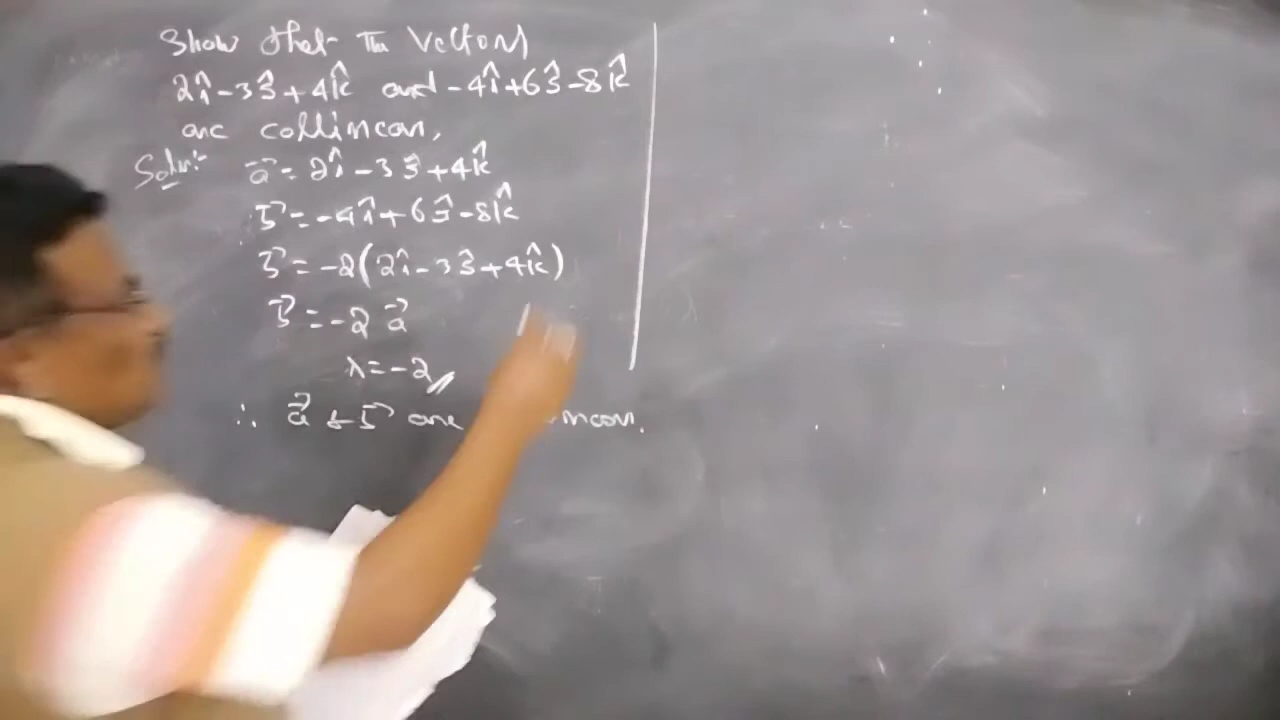 Show that the Vectors
2î - 3ĵ + 4k̂ and -4î + 6ĵ - 8k̂
are collinear,
Soln:- a⃗ = 2î - 3ĵ + 4k̂
b⃗ = -4î + 6ĵ - 8k̂
b⃗ = -2(2î - 3ĵ + 4k̂)
b⃗ = -2 a⃗
λ = -2
∴ a⃗ & b⃗ are